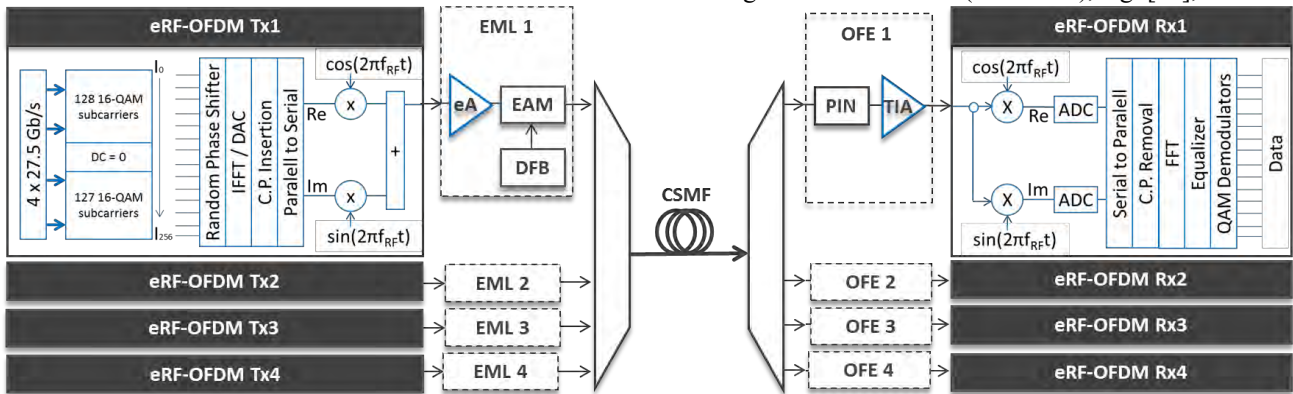 eRF-OFDM Tx1
4 x 27.5 Gb/s
128 16-QAM
subcarriers
DC = 0
127 16-QAM
subcarriers
I0
I256
Random Phase Shifter
IFFT / DAC
C.P. Insertion
Paralell to Serial
cos(2πfRFt)
x
Re
+
Im
x
sin(2πfRFt)
EML 1
eA
EAM
DFB
CSMF
OFE 1
PIN
TIA
eRF-OFDM Rx1
cos(2πfRFt)
X
Re
ADC
X
Im
ADC
sin(2πfRFt)
Serial to Paralell
C.P. Removal
FFT
Equalizer
QAM Demodulators
Data
eRF-OFDM Tx2
EML 2
OFE 2
eRF-OFDM Rx2
eRF-OFDM Tx3
EML 3
OFE 3
eRF-OFDM Rx3
eRF-OFDM Tx4
EML 4
OFE 4
eRF-OFDM Rx4